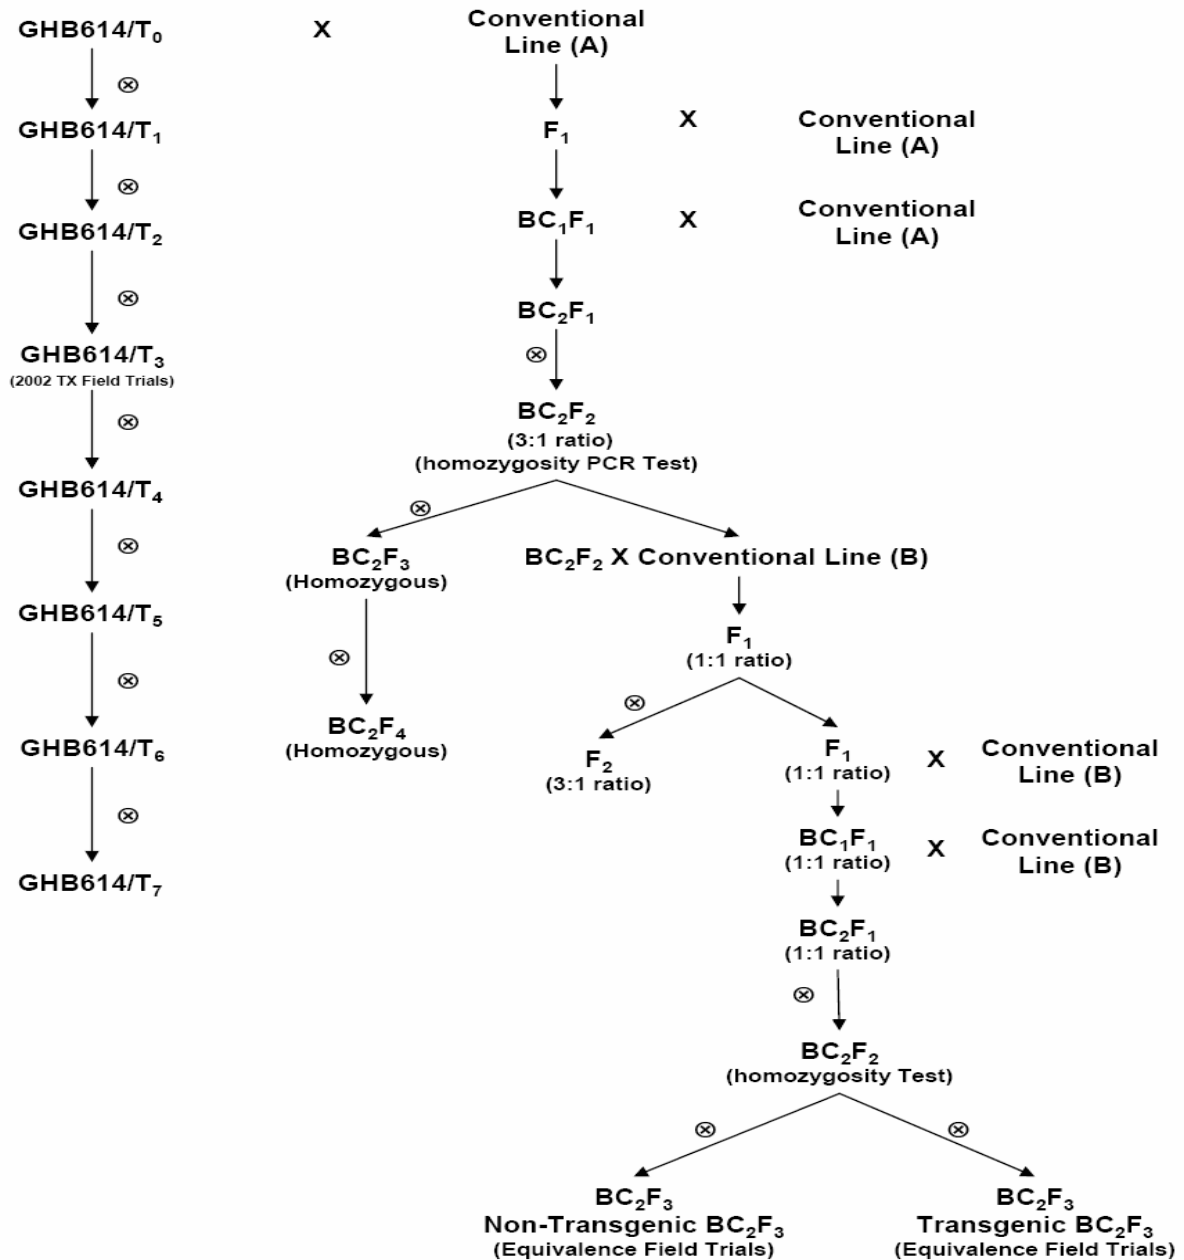 GHB614/T0 X Conventional
Line (A)
⊗
GHB614/T1 F1 X Conventional
Line (A)
⊗
GHB614/T2 BC1F1 X Conventional
Line (A)
⊗
BC2F1
GHB614/T3 ⊗
(2002 TX Field Trials)
⊗
BC2F2
(3:1 ratio)
(homozygosity PCR Test)
GHB614/T4 ⊗
⊗
BC2F3 BC2F2 X Conventional Line (B)
(Homozygous)
GHB614/T5
F1
(1:1 ratio)
⊗ ⊗ ⊗
GHB614/T6 BC2F4 F2 F1 X Conventional
(Homozygous) (3:1 ratio) (1:1 ratio) Line (B)
⊗
BC1F1 X Conventional
(1:1 ratio) Line (B)
GHB614/T7
BC2F1
(1:1 ratio)
⊗
BC2F2
(homozygosity Test)
⊗ ⊗
BC2F3 BC2F3
Non-Transgenic BC2F3 Transgenic BC2F3
(Equivalence Field Trials) (Equivalence Field Trials)